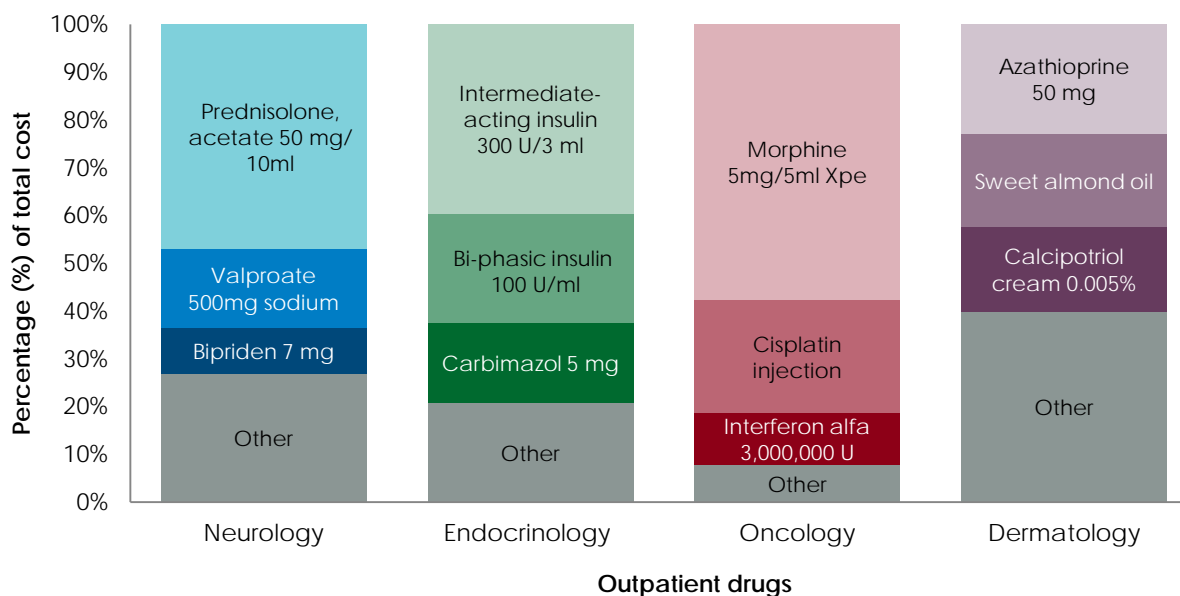 Percentage (%) of total cost
100%
90%
80%
70%
60%
50%
40%
30%
20%
10%
0%
Prednisolone,
acetate 50 mg/
10ml
Valproate
500mg sodium
Bipriden 7 mg
Other
Intermediate-
acting insulin
300 U/3 ml
Bi-phasic insulin
100 U/ml
Carbimazol 5 mg
Other
Morphine
5mg/5ml Xpe
Cisplatin
injection
Interferon alfa
3,000,000 U
Other
Azathioprine
50 mg
Sweet almond oil
Calcipotriol
cream 0.005%
Other
Neurology
Endocrinology
Oncology
Dermatology
Outpatient drugs